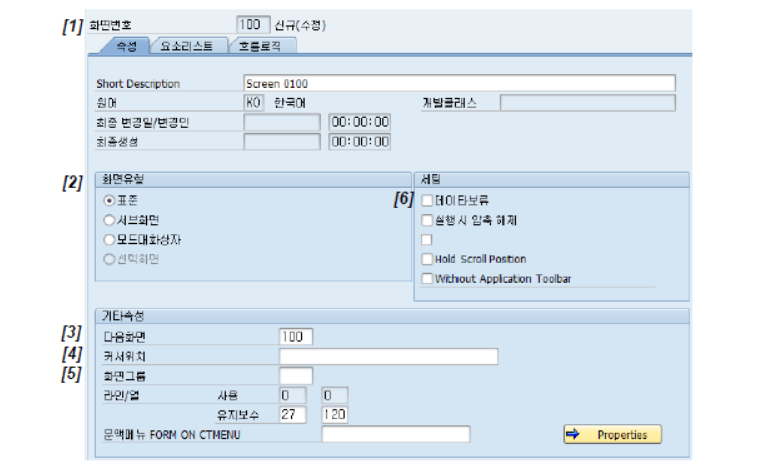 [1] 화면번호 100 신규(수정)
속성 요소리스트 흐름로직
Short Description Screen 0100
원어 KO 한국어 개발클래스
최종 변경일/변경인 00:00:00
최종생성 00:00:00
[2] 화면유형
표준
서브화면
모드대화상자
선택화면
세팅
[6] 데이타보류
실행시 압축 해제
Hold Scroll Position
Without Application Toolbar
기타속성
[3] 다음화면 100
[4] 커서위치
[5] 화면그룹
라인/열 사용 0 0
유지보수 27 120
문맥메뉴 FORM ON CTMENU
Properties